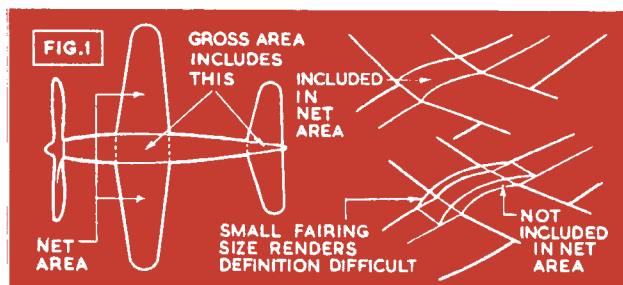 FIG.1
GROSS AREA
INCLUDES
THIS
INCLUDED
IN
NET
AREA
NET
AREA
SMALL FAIRING
SIZE RENDERS
DEFINITION DIFFICULT
NOT
INCLUDED
IN NET
AREA